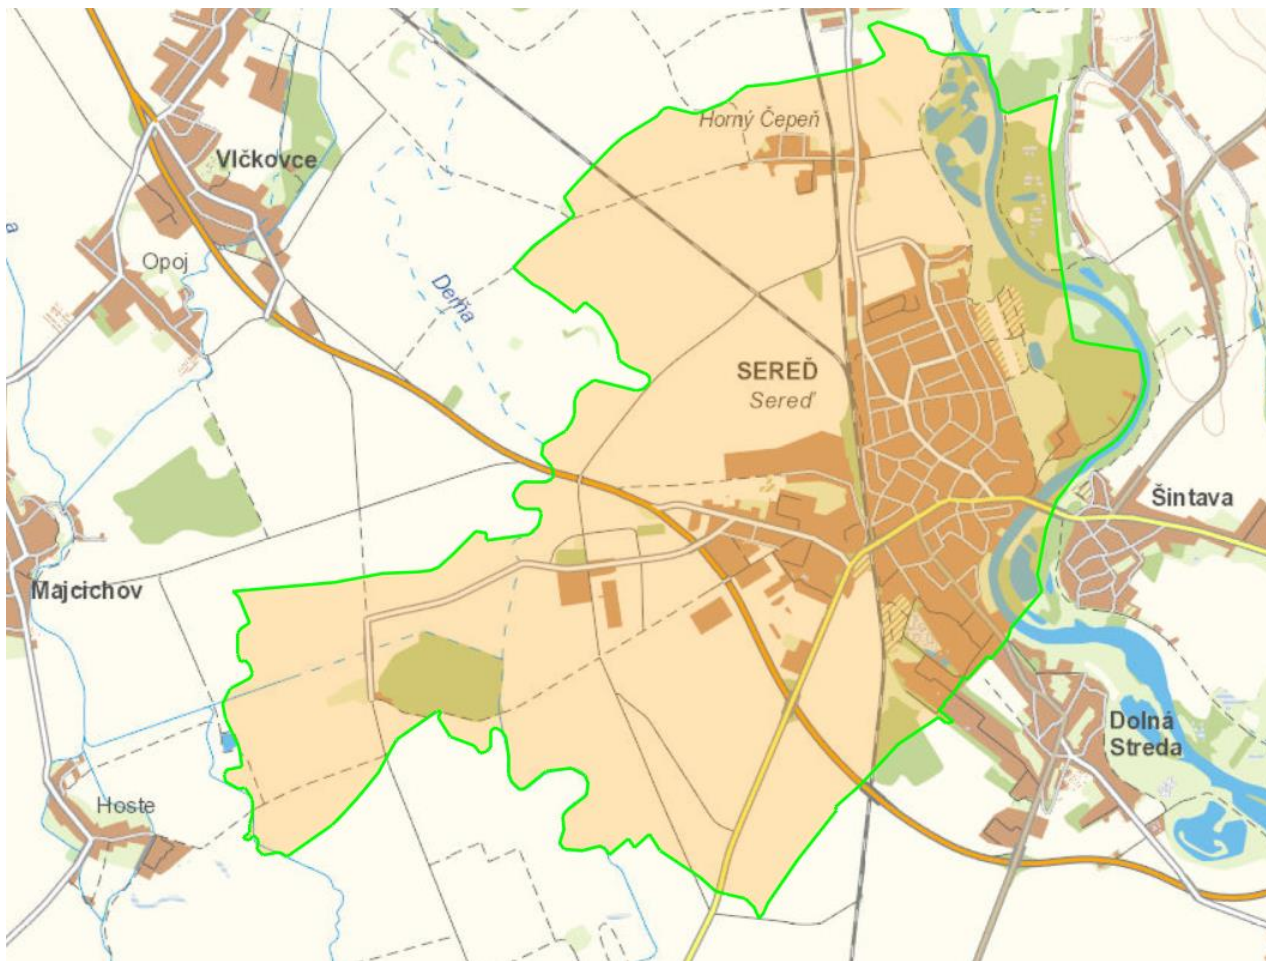 Horný Čepeň
Vlčkovce
a
Opoj
Derňa
SEREĎ
Sereď
Šintava
Majcichov
Dolná
Streda
Hoste